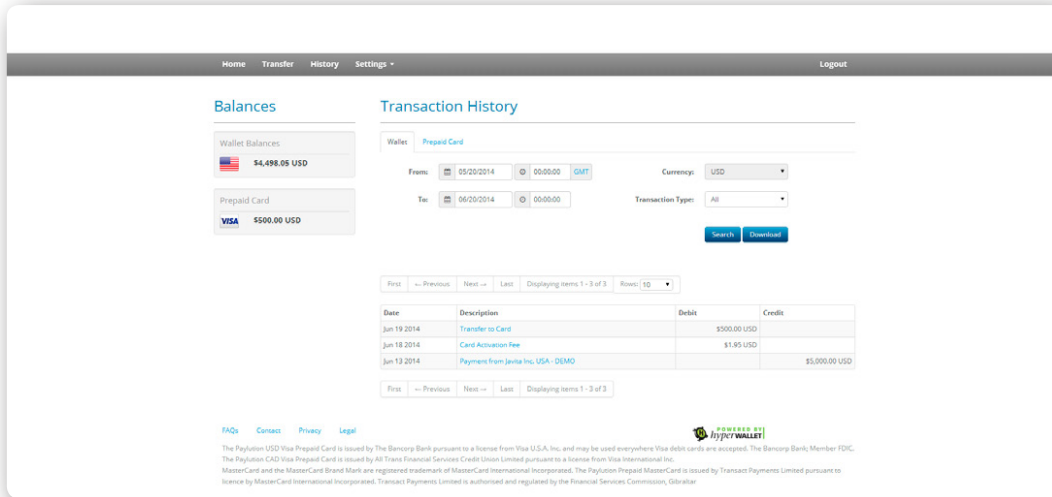 Home Transfer History Settings Logout
Balances
Wallet Balances
$4,498.05 USD
Prepaid Card
VISA $500.00 USD
Transaction History
Wallet Prepaid Card
From: 05/20/2014 00:00:00 GMT Currency: USD
To: 06/20/2014 00:00:00 Transaction Type: All
Search Download
First ← Previous Next → Last Displaying items 1 - 3 of 3 Rows: 10
Date Description Debit Credit
Jun 19 2014 Transfer to Card $500.00 USD
Jun 18 2014 Card Activation Fee $1.95 USD
Jun 13 2014 Payment from Javita Inc. USA - DEMO $5,000.00 USD
First ← Previous Next → Last Displaying items 1 - 3 of 3
FAQs Contact Privacy Legal
POWERED BY
hyperWALLET
The Paylution USD Visa Prepaid Card is issued by The Bancorp Bank pursuant to a license from Visa U.S.A. Inc. and may be used everywhere Visa debit cards are accepted. The Bancorp Bank; Member FDIC.
The Paylution CAD Visa Prepaid Card is issued by All Trans Financial Services Credit Union Limited pursuant to a license from Visa International Inc.
MasterCard and the MasterCard Brand Mark are registered trademark of MasterCard International Incorporated. The Paylution Prepaid MasterCard is issued by Transact Payments Limited pursuant to
licence by MasterCard International Incorporated. Transact Payments Limited is authorised and regulated by the Financial Services Commission, Gibraltar